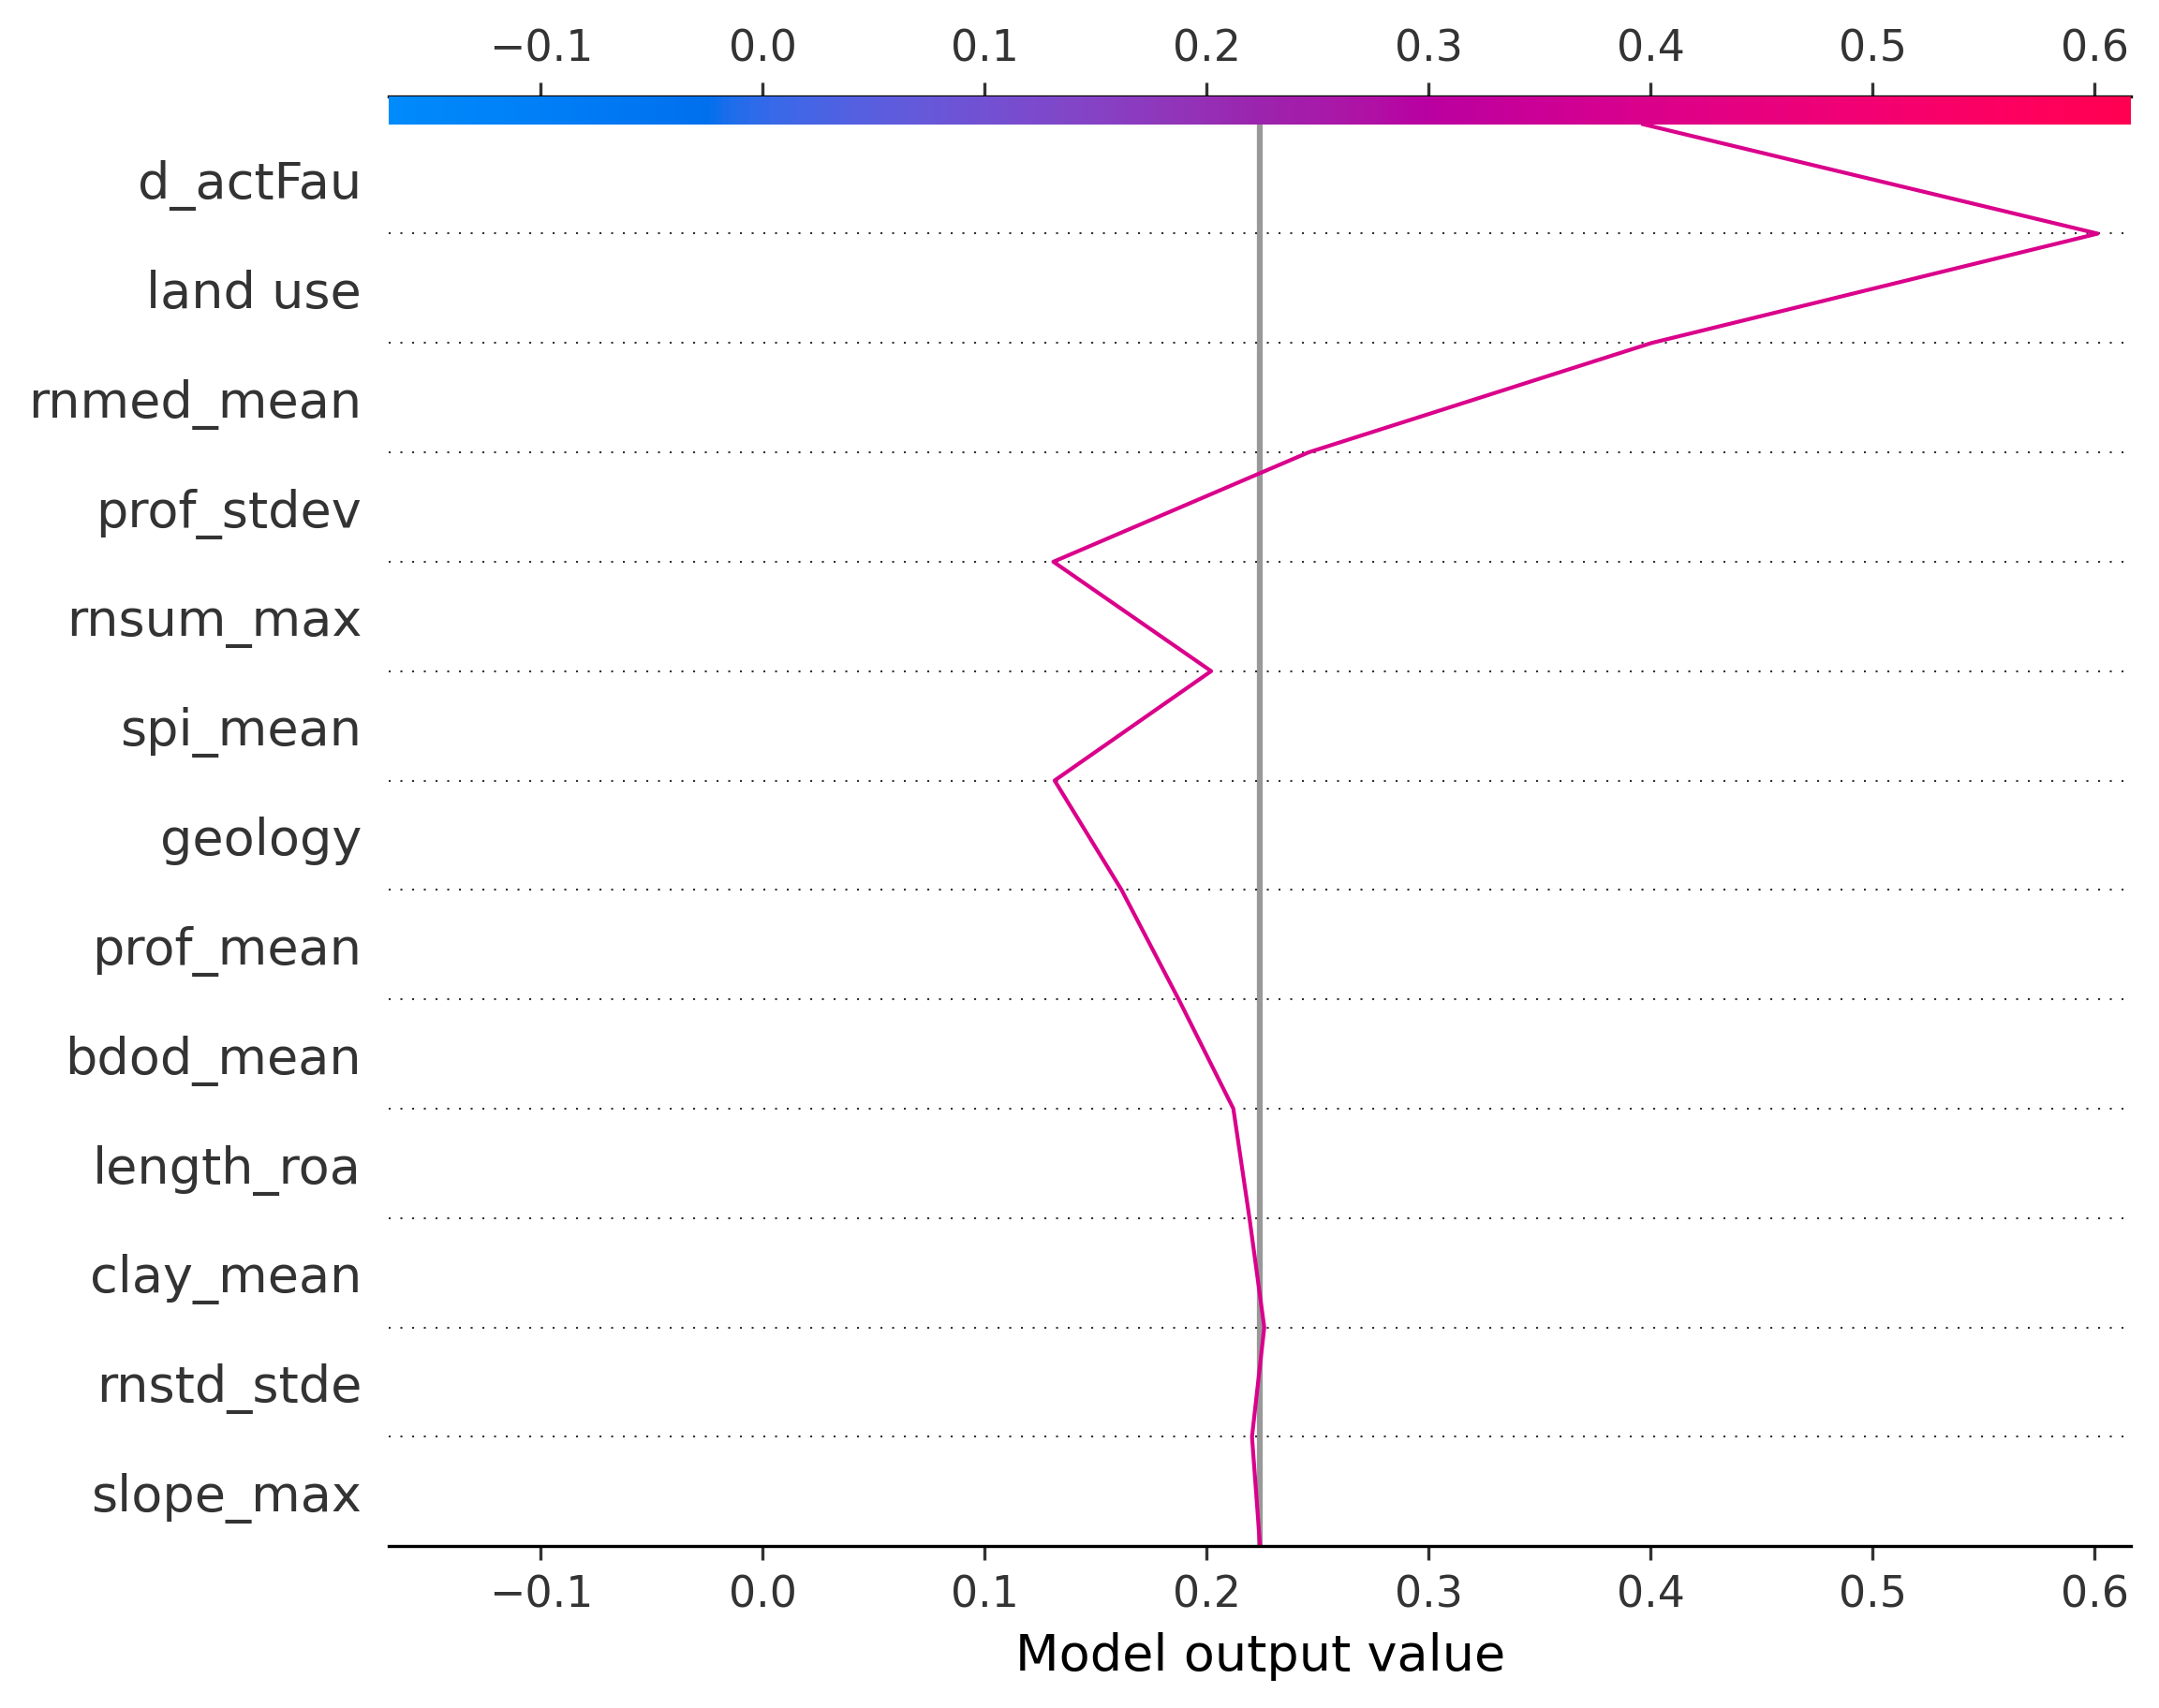 −0.1 0.0 0.1 0.2 0.3 0.4 0.5 0.6
d_actFau
land use
rnmed_mean
prof_stdev
rnsum_max
spi_mean
geology
prof_mean
bdod_mean
length_roa
clay_mean
rnstd_stde
slope_max
−0.1 0.0 0.1 0.2 0.3 0.4 0.5 0.6
Model output value